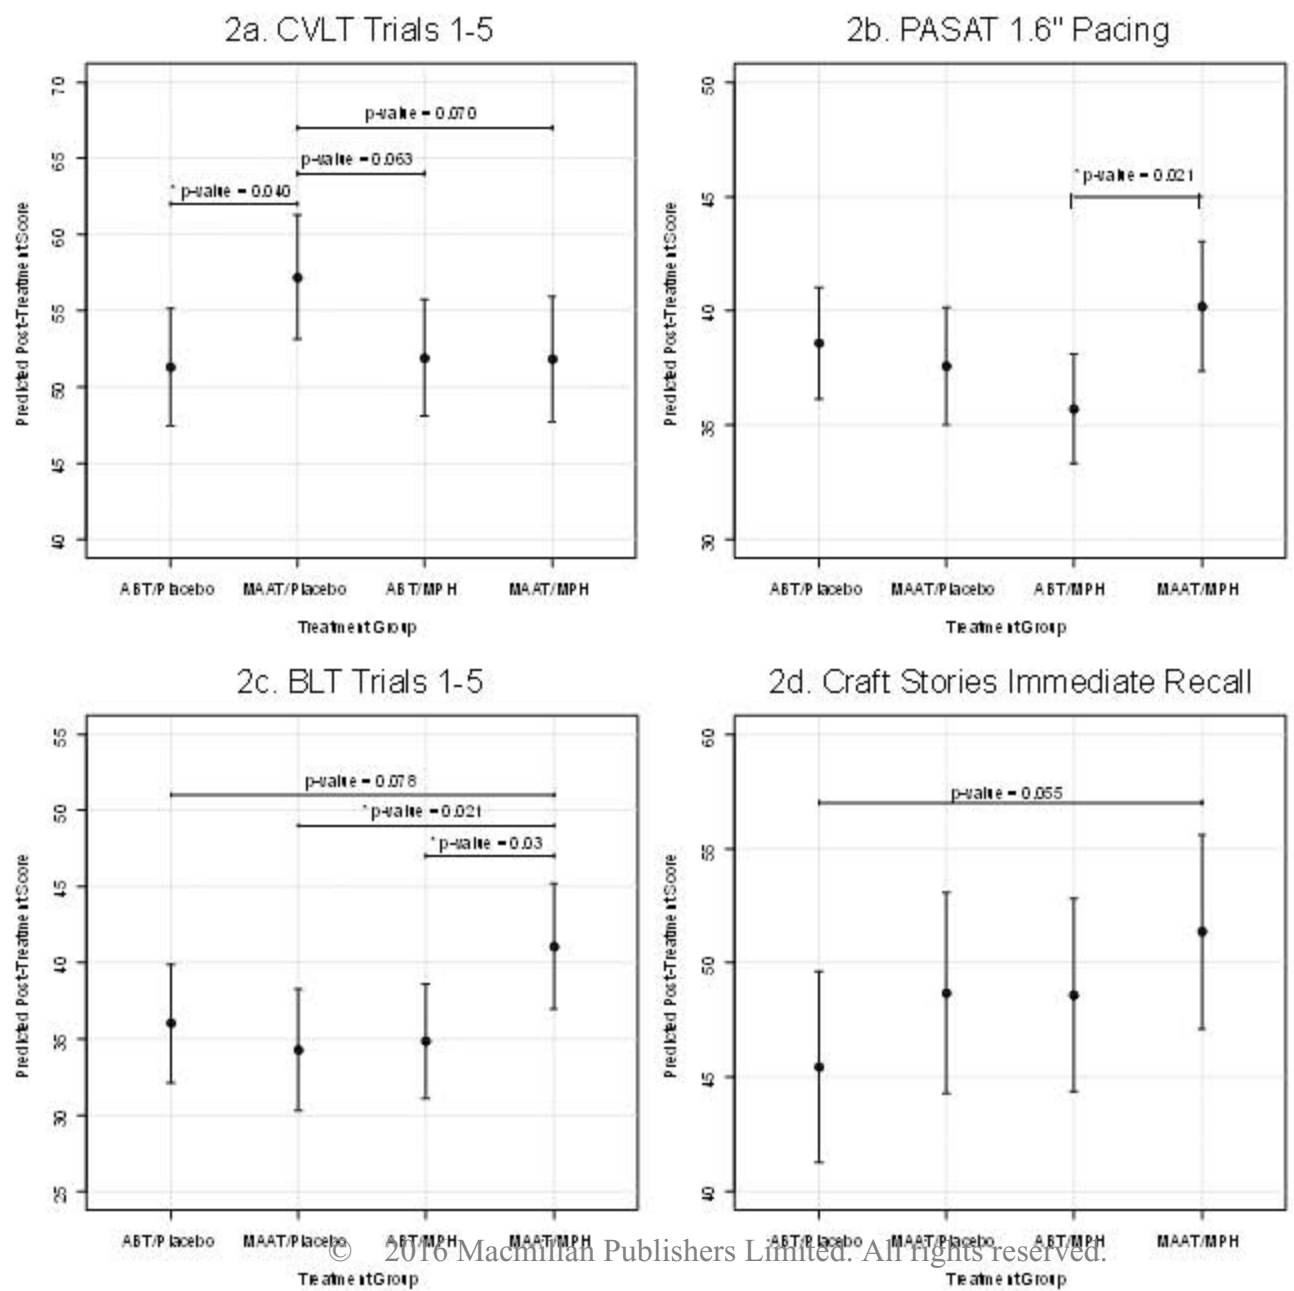 2a. CVLT Trials 1-5
70
65
60
55
50
45
40
Predicted Post-Treatment Score
p-value = 0.070
p-value = 0.063
* p-value = 0.040
ABT/Placebo MAAT/Placebo ABT/MPH MAAT/MPH
Treatment Group
2b. PASAT 1.6" Pacing
50
45
40
35
30
Predicted Post-Treatment Score
* p-value = 0.021
ABT/Placebo MAAT/Placebo ABT/MPH MAAT/MPH
Treatment Group
2c. BLT Trials 1-5
55
50
45
40
35
30
25
Predicted Post-Treatment Score
p-value = 0.078
* p-value = 0.021
* p-value = 0.03
ABT/Placebo MAAT/Placebo ABT/MPH MAAT/MPH
Treatment Group
2d. Craft Stories Immediate Recall
60
55
50
45
40
Predicted Post-Treatment Score
p-value = 0.055
ABT/Placebo MAAT/Placebo ABT/MPH MAAT/MPH
Treatment Group
© 2016 Macmillan Publishers Limited. All rights reserved.